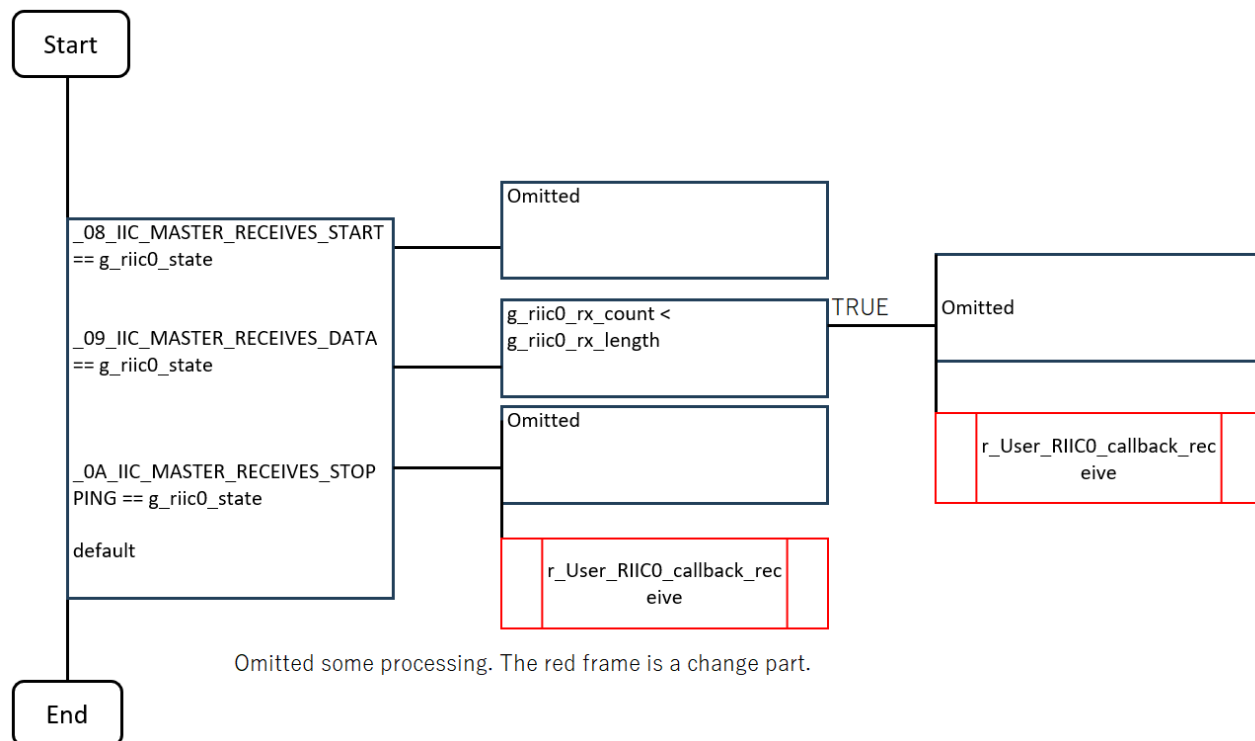 Start
_08_IIC_MASTER_RECEIVES_START
== g_riic0_state
_09_IIC_MASTER_RECEIVES_DATA
== g_riic0_state
_0A_IIC_MASTER_RECEIVES_STOP
PING == g_riic0_state
default
Omitted
g_riic0_rx_count <
g_riic0_rx_length
TRUE
Omitted
r_User_RIIC0_callback_rec
eive
Omitted
r_User_RIIC0_callback_rec
eive
Omitted some processing. The red frame is a change part.
End